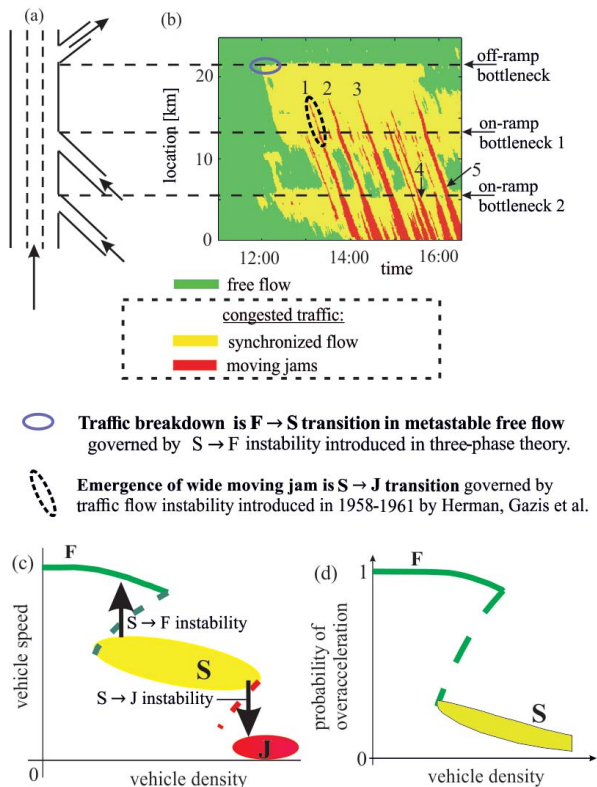 (a)
(b)
location [km]
20
10
0
1 2 3
4 5
12:00 14:00 16:00
time
off-ramp
bottleneck
on-ramp
bottleneck 1
on-ramp
bottleneck 2
free flow
congested traffic:
synchronized flow
moving jams
Traffic breakdown is F → S transition in metastable free flow
governed by S → F instability introduced in three-phase theory.
Emergence of wide moving jam is S → J transition governed by
traffic flow instability introduced in 1958-1961 by Herman, Gazis et al.
(c)
F
vehicle speed
S → F instability
S
S → J instability
J
0
vehicle density
(d)
F
1
probability of
overacceleration
S
0
vehicle density